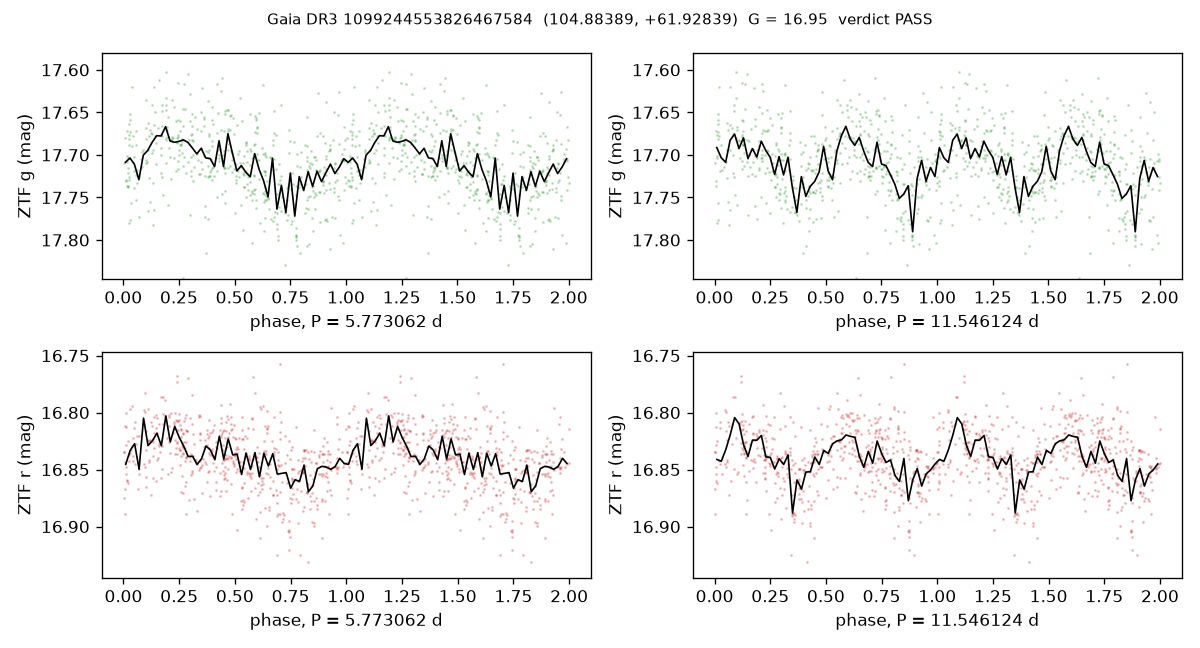 Gaia DR3 1099244553826467584 (104.88389, +61.92839) G = 16.95 verdict PASS
ZTF g (mag)
17.60
17.65
17.70
17.75
17.80
0.00 0.25 0.50 0.75 1.00 1.25 1.50 1.75 2.00
phase, P = 5.773062 d
ZTF g (mag)
17.60
17.65
17.70
17.75
17.80
0.00 0.25 0.50 0.75 1.00 1.25 1.50 1.75 2.00
phase, P = 11.546124 d
ZTF r (mag)
16.75
16.80
16.85
16.90
0.00 0.25 0.50 0.75 1.00 1.25 1.50 1.75 2.00
phase, P = 5.773062 d
ZTF r (mag)
16.75
16.80
16.85
16.90
0.00 0.25 0.50 0.75 1.00 1.25 1.50 1.75 2.00
phase, P = 11.546124 d